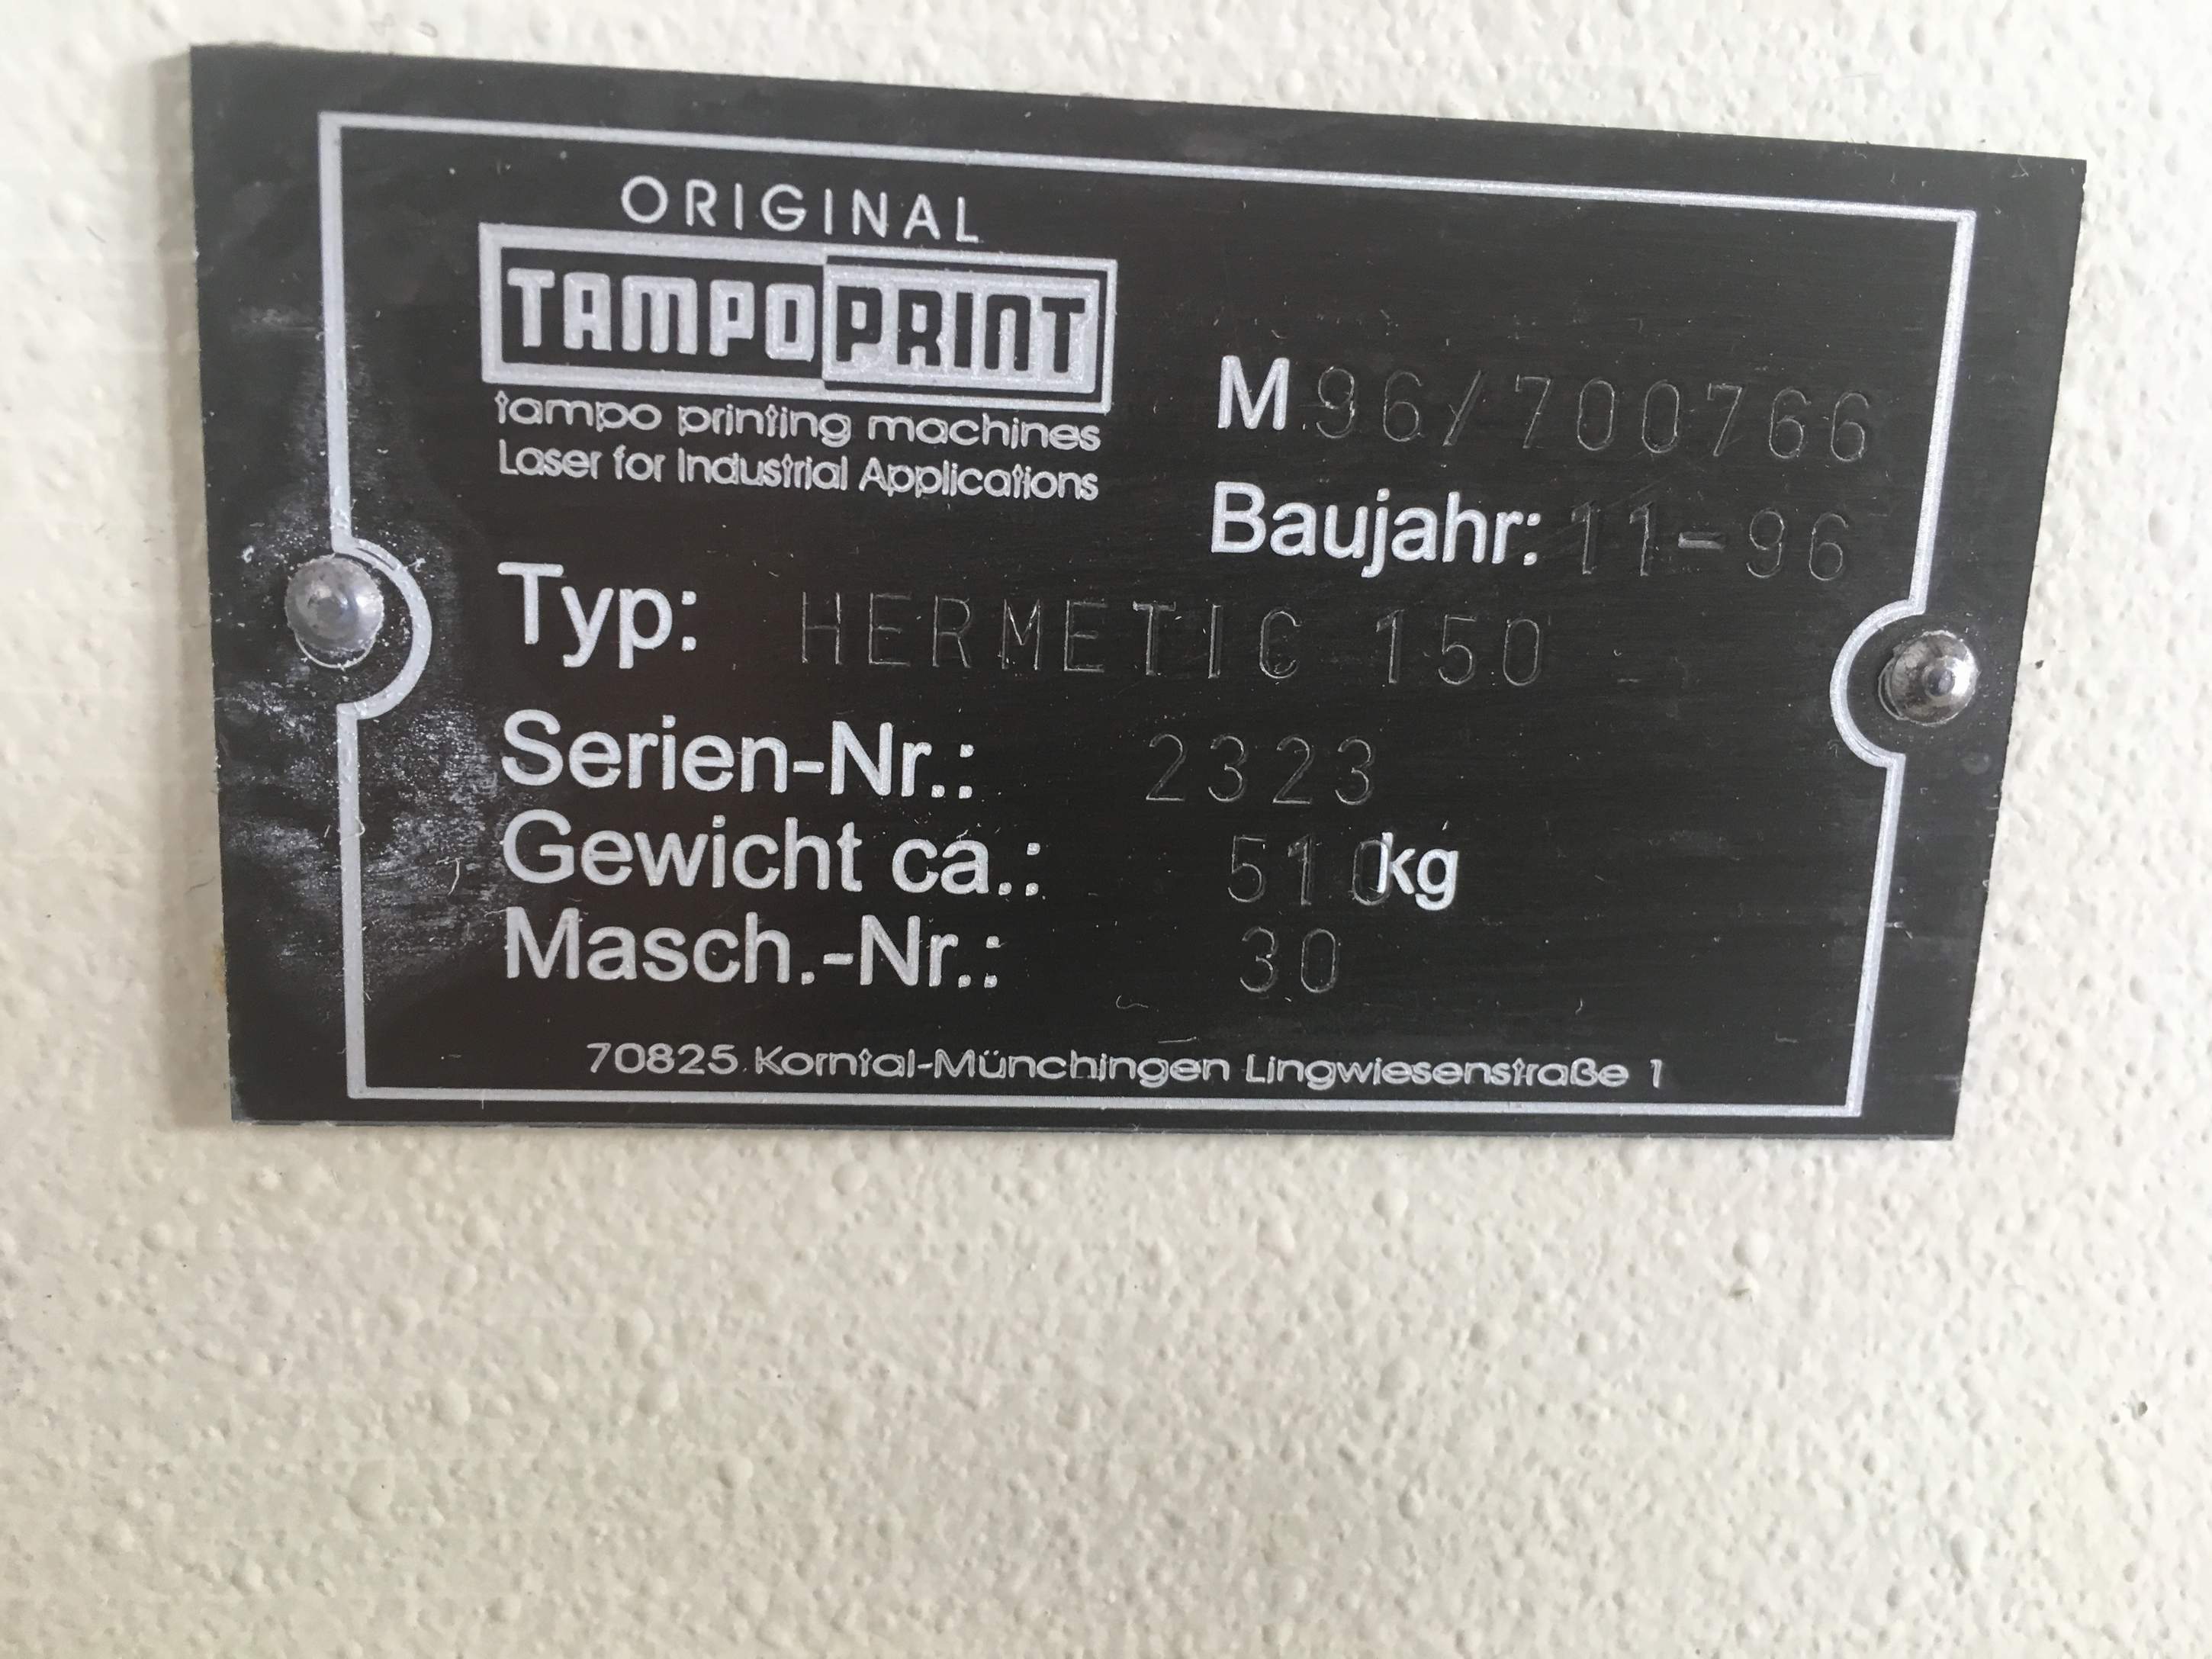 ORIGINAL
TAMPOPRINT
tampo printing machines
Laser for Industrial Applications
M 96/700766
Baujahr: 11-96
Typ: HERMETIC 150
Serien-Nr.: 2323
Gewicht ca.: 510 kg
Masch.-Nr.: 30
70825 Korntal-Münchingen Lingwiesenstraße 1